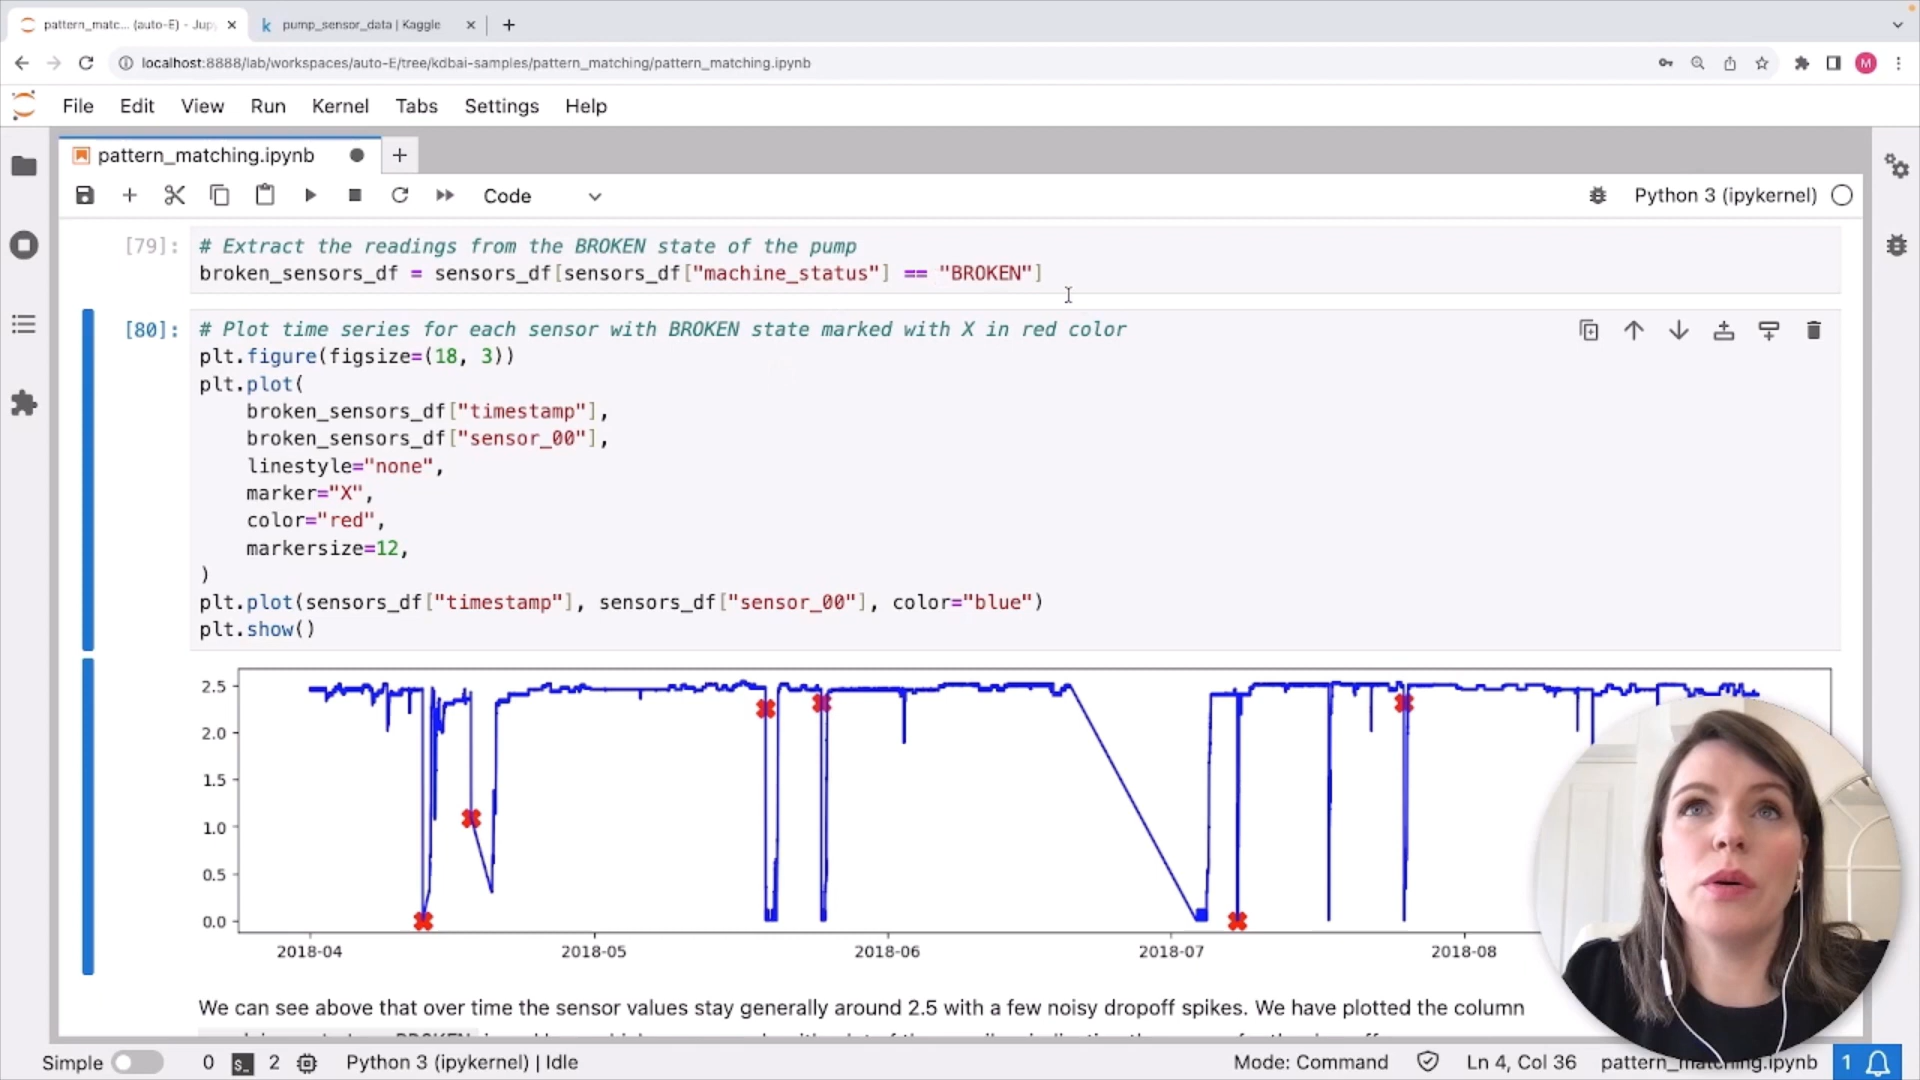 pattern_matc... (auto-E) - Jup
pump_sensor_data | Kaggle
localhost:8888/lab/workspaces/auto-E/tree/kdbai-samples/pattern_matching/pattern_matching.ipynb
M
File Edit View Run Kernel Tabs Settings Help
pattern_matching.ipynb
Code
Python 3 (ipykernel)
[79]:
# Extract the readings from the BROKEN state of the pump
broken_sensors_df = sensors_df[sensors_df["machine_status"] == "BROKEN"]
[80]:
# Plot time series for each sensor with BROKEN state marked with X in red color
plt.figure(figsize=(18, 3))
plt.plot(
broken_sensors_df["timestamp"],
broken_sensors_df["sensor_00"],
linestyle="none",
marker="X",
color="red",
markersize=12,
)
plt.plot(sensors_df["timestamp"], sensors_df["sensor_00"], color="blue")
plt.show()
2.5
2.0
1.5
1.0
0.5
0.0
2018-04 2018-05 2018-06 2018-07 2018-08
We can see above that over time the sensor values stay generally around 2.5 with a few noisy dropoff spikes. We have plotted the column
Simple 0 2 Python 3 (ipykernel) | Idle Mode: Command Ln 4, Col 36 pattern_matching.ipynb 1